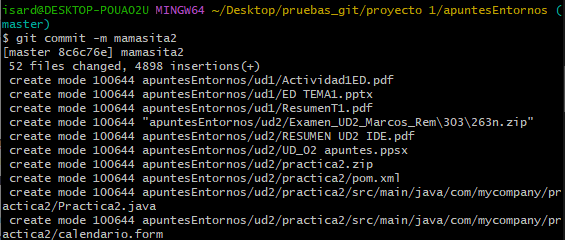 isard@DESKTOP-POUAO2U MINGW64 ~/Desktop/pruebas_git/proyecto 1/apuntesEntornos (
master)
$ git commit -m mamasita2
[master 8c6c76e] mamasita2
 52 files changed, 4898 insertions(+)
 create mode 100644 apuntesEntornos/ud1/Actividad1ED.pdf
 create mode 100644 apuntesEntornos/ud1/ED TEMA1.pptx
 create mode 100644 apuntesEntornos/ud1/ResumenT1.pdf
 create mode 100644 "apuntesEntornos/ud2/Examen_UD2_Marcos_Rem\303\263n.zip"
 create mode 100644 apuntesEntornos/ud2/RESUMEN UD2 IDE.pdf
 create mode 100644 apuntesEntornos/ud2/UD_02 apuntes.ppsx
 create mode 100644 apuntesEntornos/ud2/practica2.zip
 create mode 100644 apuntesEntornos/ud2/practica2/pom.xml
 create mode 100644 apuntesEntornos/ud2/practica2/src/main/java/com/mycompany/pr
actica2/Practica2.java
 create mode 100644 apuntesEntornos/ud2/practica2/src/main/java/com/mycompany/pr
actica2/calendario.form